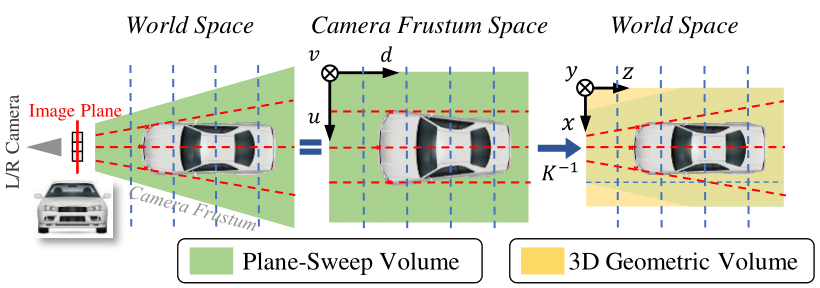 World Space
Camera Frustum Space
World Space
L/R Camera
Image Plane
Camera Frustum
v
d
u
=
K⁻¹
y
z
x
Plane-Sweep Volume
3D Geometric Volume